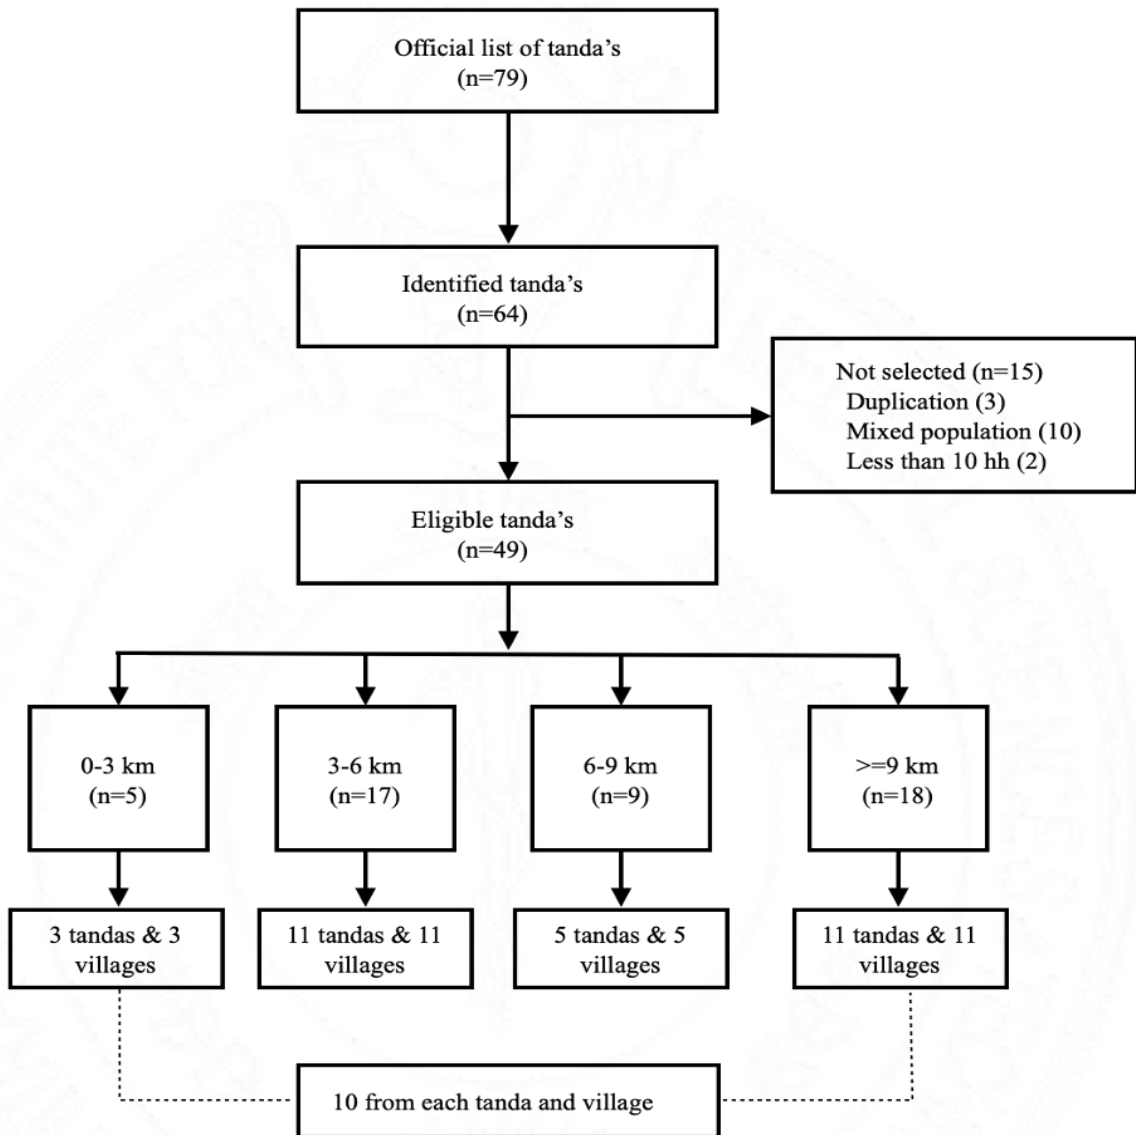 Official list of tanda’s
(n=79)
Identified tanda’s
(n=64)
Not selected (n=15)
Duplication (3)
Mixed population (10)
Less than 10 hh (2)
Eligible tanda’s
(n=49)
0-3 km
(n=5)
3-6 km
(n=17)
6-9 km
(n=9)
>=9 km
(n=18)
3 tandas & 3
villages
11 tandas & 11
villages
5 tandas & 5
villages
11 tandas & 11
villages
10 from each tanda and village